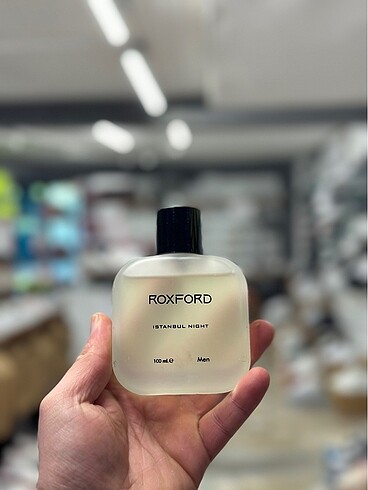 ROXFORD
ISTANBUL NIGHT
100 ml. ℮ Men